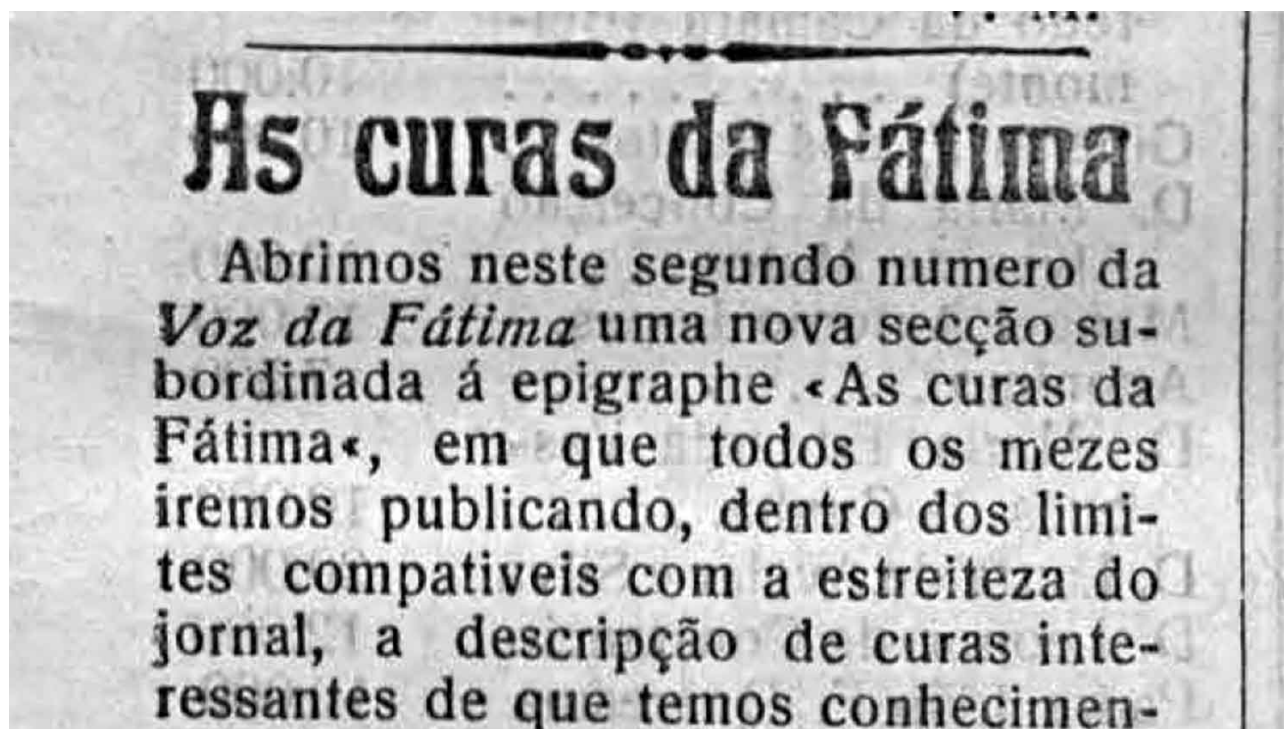 As curas da Fátima
Abrimos neste segundo numero da
Voz da Fátima uma nova secção su-
bordinada á epigraphe «As curas da
Fátima«, em que todos os mezes
iremos publicando, dentro dos limi-
tes compativeis com a estreiteza do
jornal, a descripção de curas inte-
ressantes de que temos conhecimen-